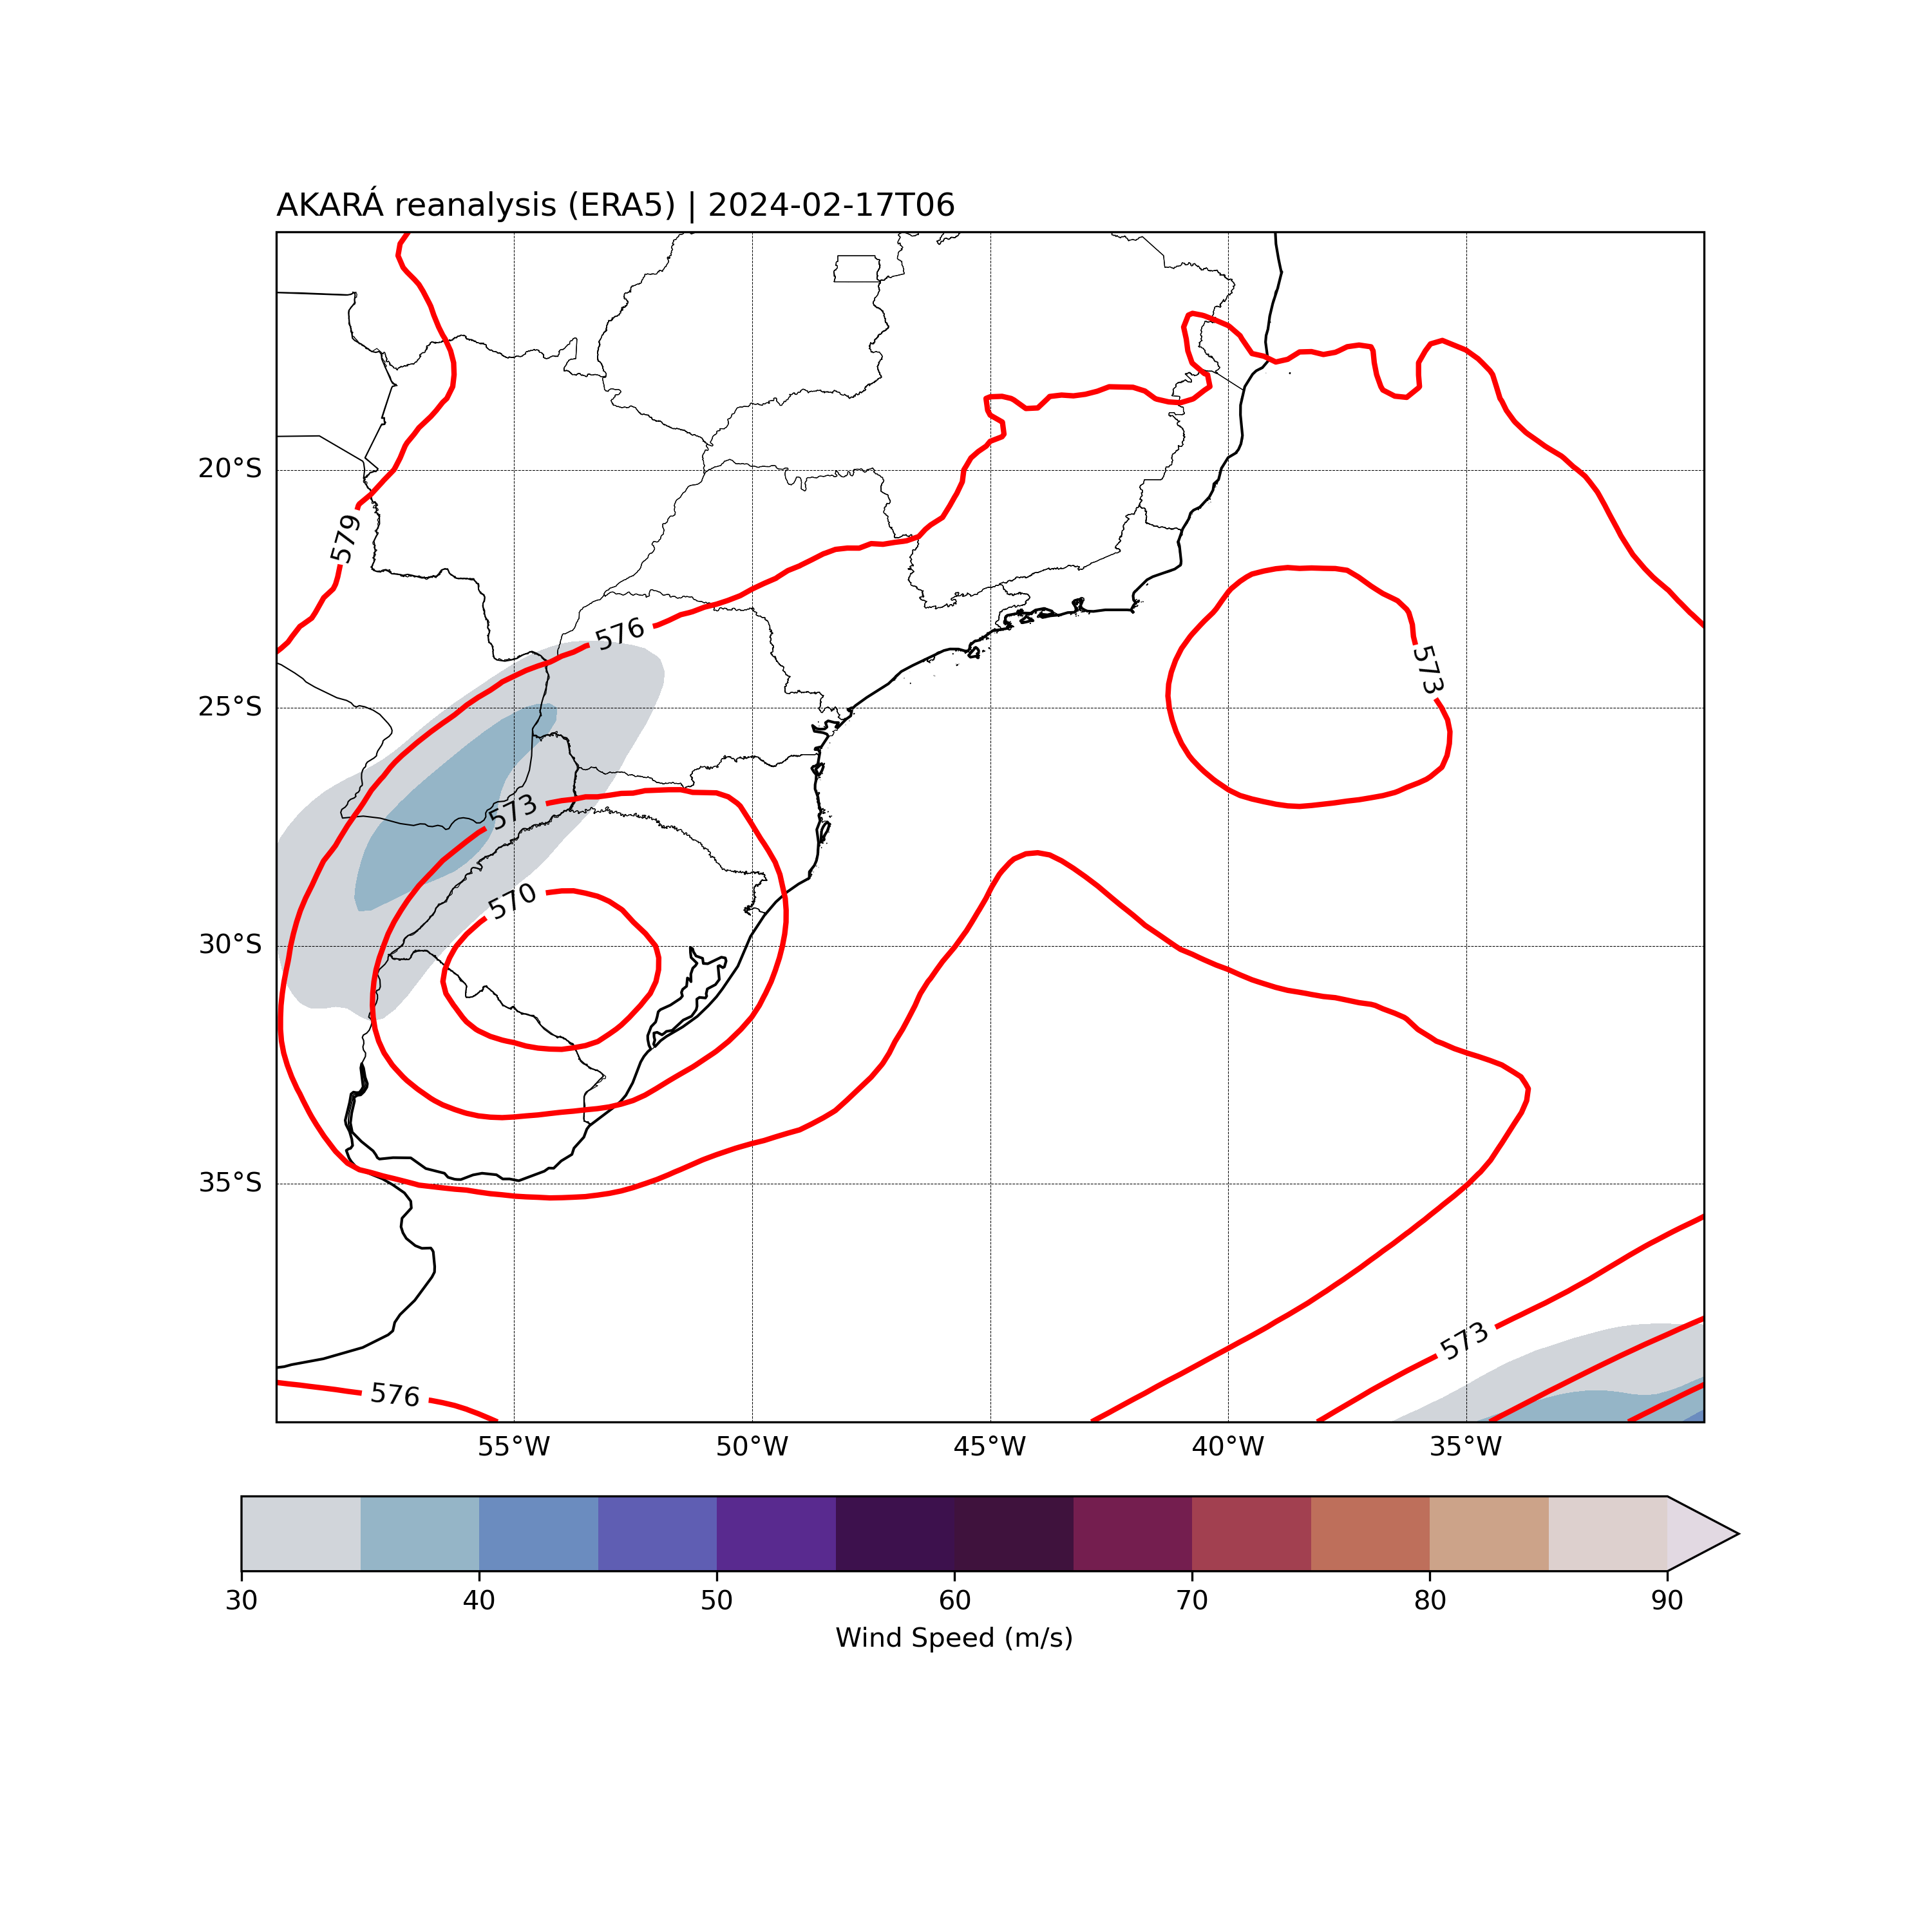 AKARÁ reanalysis (ERA5) | 2024-02-17T06
20°S
579
576
573
25°S
573
570
30°S
35°S
573
576
55°W 50°W 45°W 40°W 35°W
30 40 50 60 70 80 90
Wind Speed (m/s)